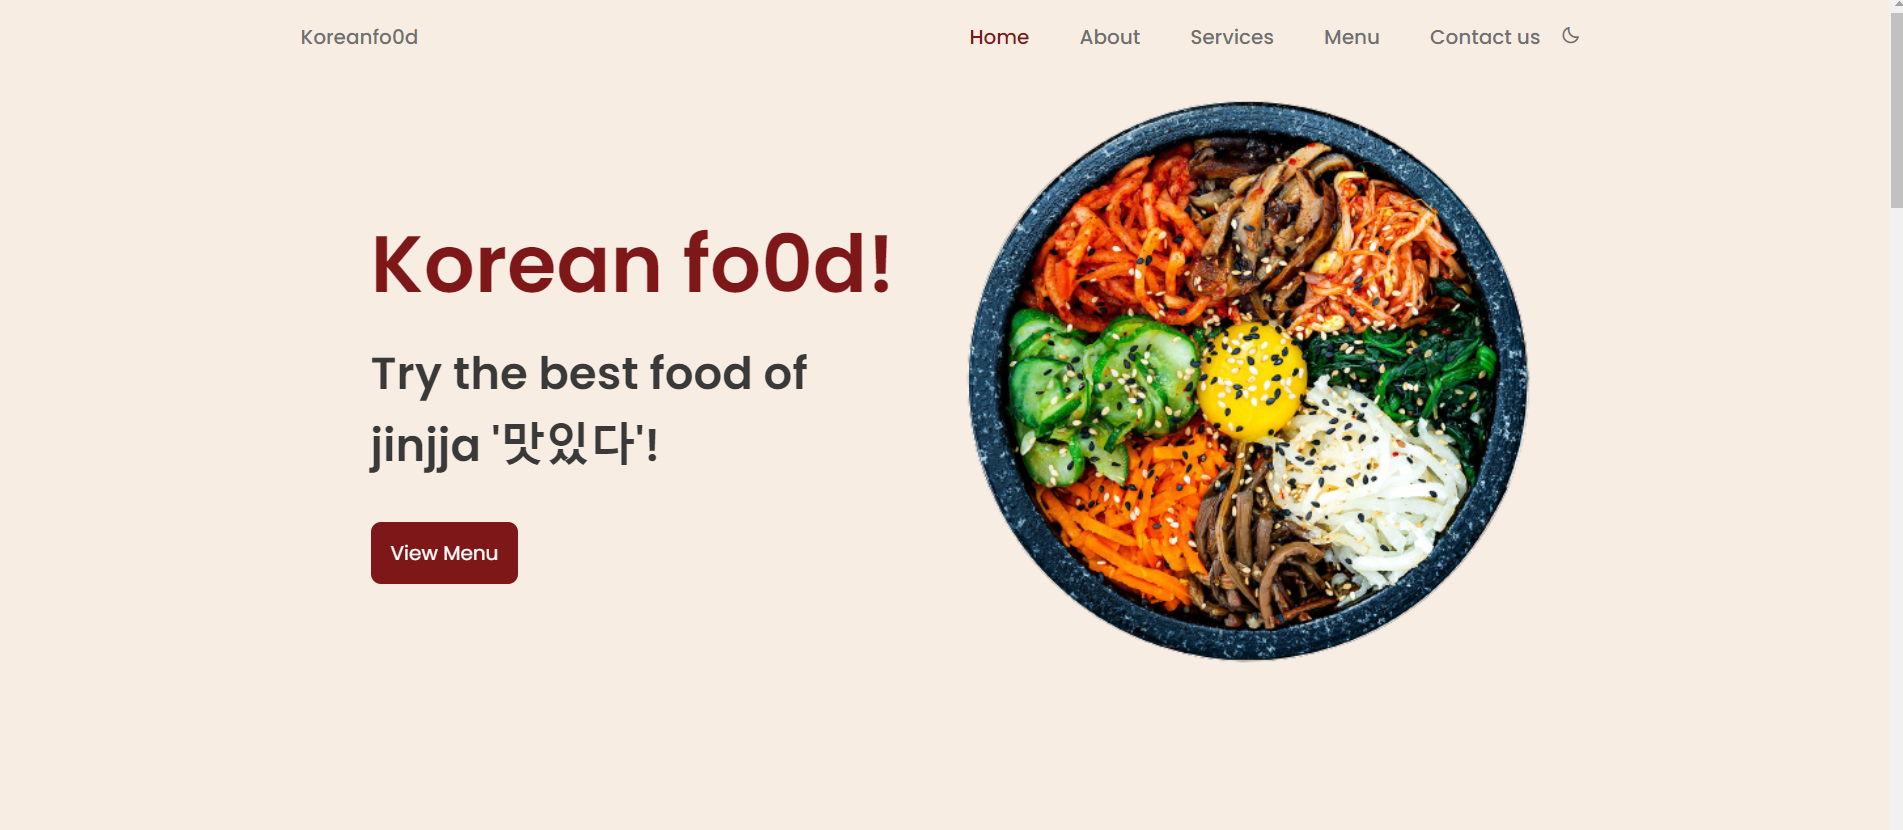 Koreanfo0d
Home About Services Menu Contact us
Korean fo0d!
Try the best food of
jinjja '맛있다'!
View Menu